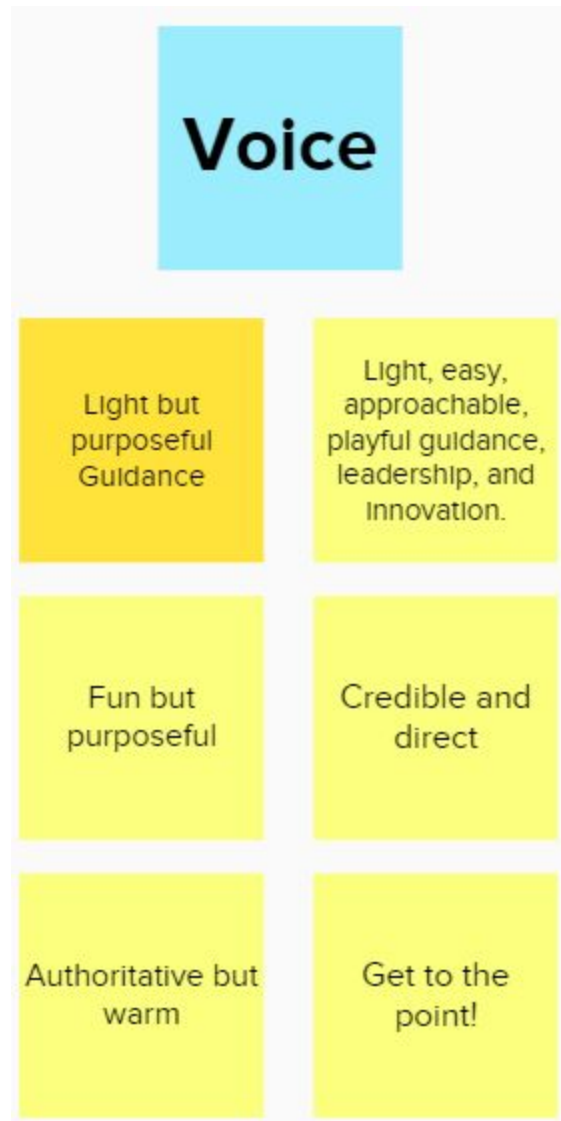 Voice
Light but
purposeful
Guidance
Light, easy,
approachable,
playful guidance,
leadership, and
innovation.
Fun but
purposeful
Credible and
direct
Authoritative but
warm
Get to the
point!